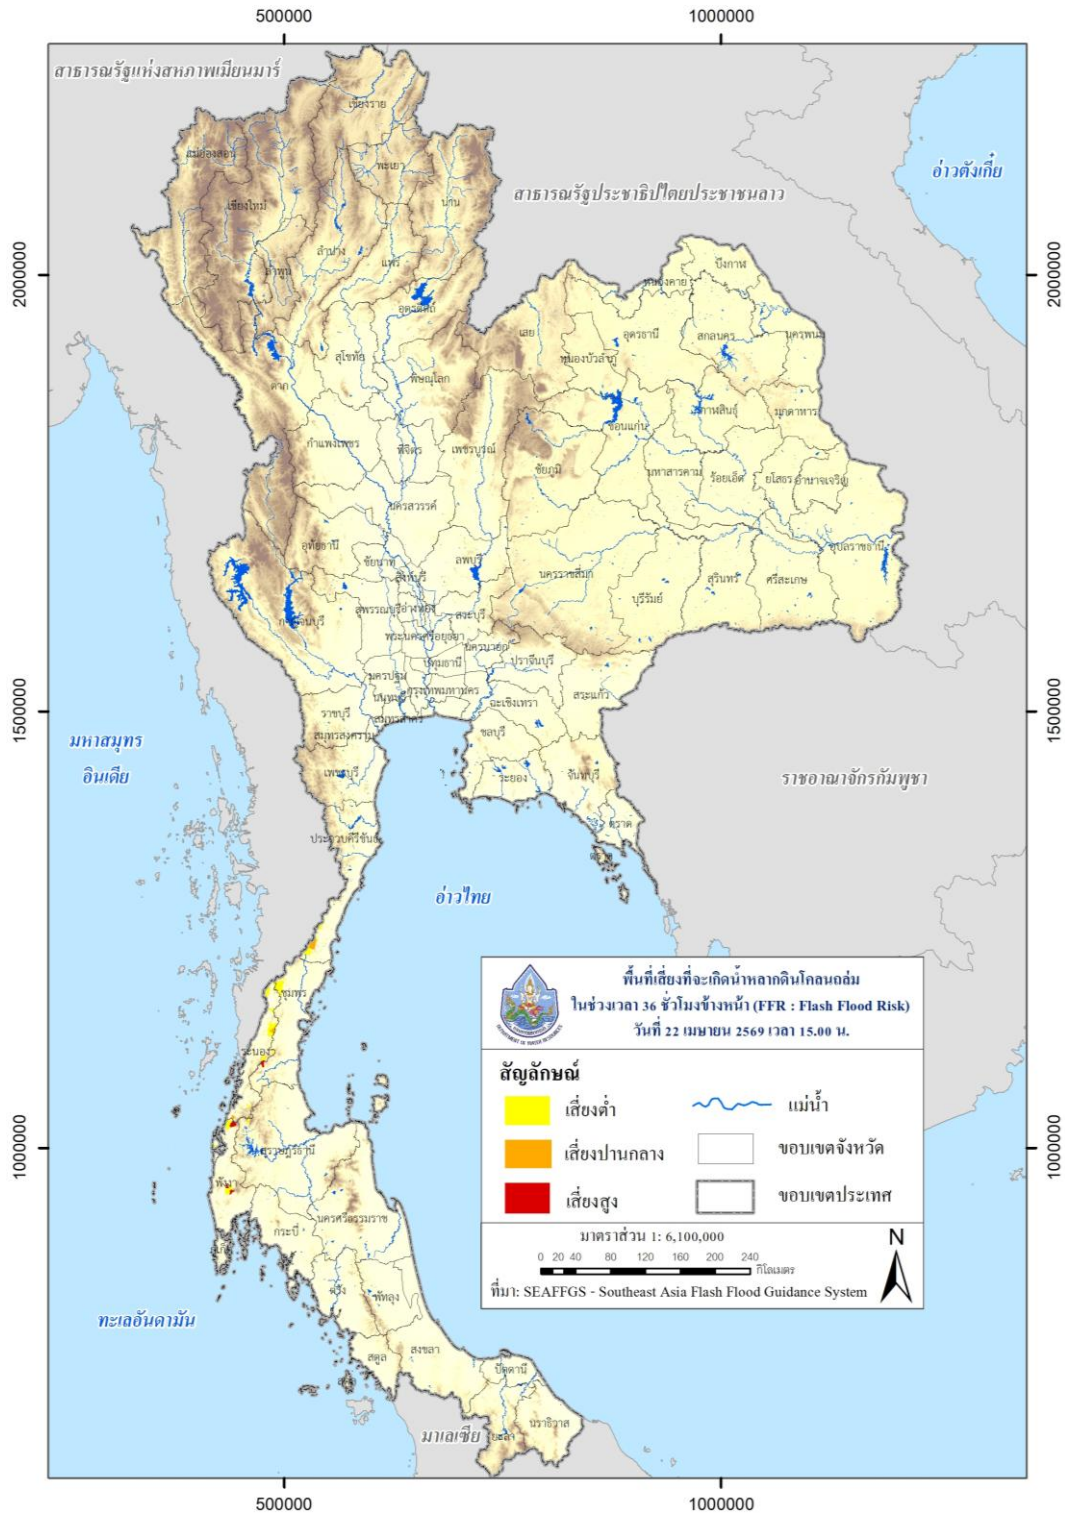 500000
1000000
สาธารณรัฐแห่งสหภาพเมียนมาร์
เชียงราย
แม่ฮ่องสอน
พะเยา
อ่าวตังเกี๋ย
สาธารณรัฐประชาธิปไตยประชาชนลาว
เชียงใหม่
น่าน
ลำปาง
แพร่
ลำพูน
บึงกาฬ
2000000
2000000
หนองคาย
อุตรดิตถ์
เลย
อุดรธานี
สกลนคร
นครพนม
สุโขทัย
หนองบัวลำภู
ตาก
พิษณุโลก
กาฬสินธุ์
มุกดาหาร
ขอนแก่น
กำแพงเพชร
พิจิตร
เพชรบูรณ์
ชัยภูมิ
มหาสารคาม
ร้อยเอ็ด
ยโสธร
อำนาจเจริญ
นครสวรรค์
อุทัยธานี
ชัยนาท
ลพบุรี
อุบลราชธานี
สิงห์บุรี
นครราชสีมา
สุรินทร์
ศรีสะเกษ
บุรีรัมย์
สุพรรณบุรี
อ่างทอง
สระบุรี
กาญจนบุรี
พระนครศรีอยุธยา
นครนายก
ปทุมธานี
ปราจีนบุรี
นครปฐม
นนทบุรี
กรุงเทพมหานคร
สระแก้ว
ฉะเชิงเทรา
1500000
1500000
ราชบุรี
สมุทรสาคร
สมุทรสงคราม
ชลบุรี
มหาสมุทร
อินเดีย
เพชรบุรี
ระยอง
จันทบุรี
ราชอาณาจักรกัมพูชา
ตราด
ประจวบคีรีขันธ์
ตราด
อ่าวไทย
พื้นที่เสี่ยงที่จะเกิดน้ำหลากดินโคลนถล่ม
ในช่วงเวลา 36 ชั่วโมงข้างหน้า (FFR : Flash Flood Risk)
วันที่ 22 เมษายน 2569 เวลา 15.00 น.
DEPARTMENT OF WATER RESOURCES
ชุมพร
ระนอง
สัญลักษณ์
เสี่ยงต่ำ
แม่น้ำ
เสี่ยงปานกลาง
ขอบเขตจังหวัด
เสี่ยงสูง
ขอบเขตประเทศ
1000000
1000000
สุราษฎร์ธานี
พังงา
นครศรีธรรมราช
กระบี่
ภูเก็ต
มาตราส่วน 1: 6,100,000
N
0 20 40 80 120 160 200 240
กิโลเมตร
ที่มา: SEAFFGS - Southeast Asia Flash Flood Guidance System
ตรัง
พัทลุง
ทะเลอันดามัน
สตูล
สงขลา
ปัตตานี
นราธิวาส
ยะลา
มาเลเซีย
500000
1000000